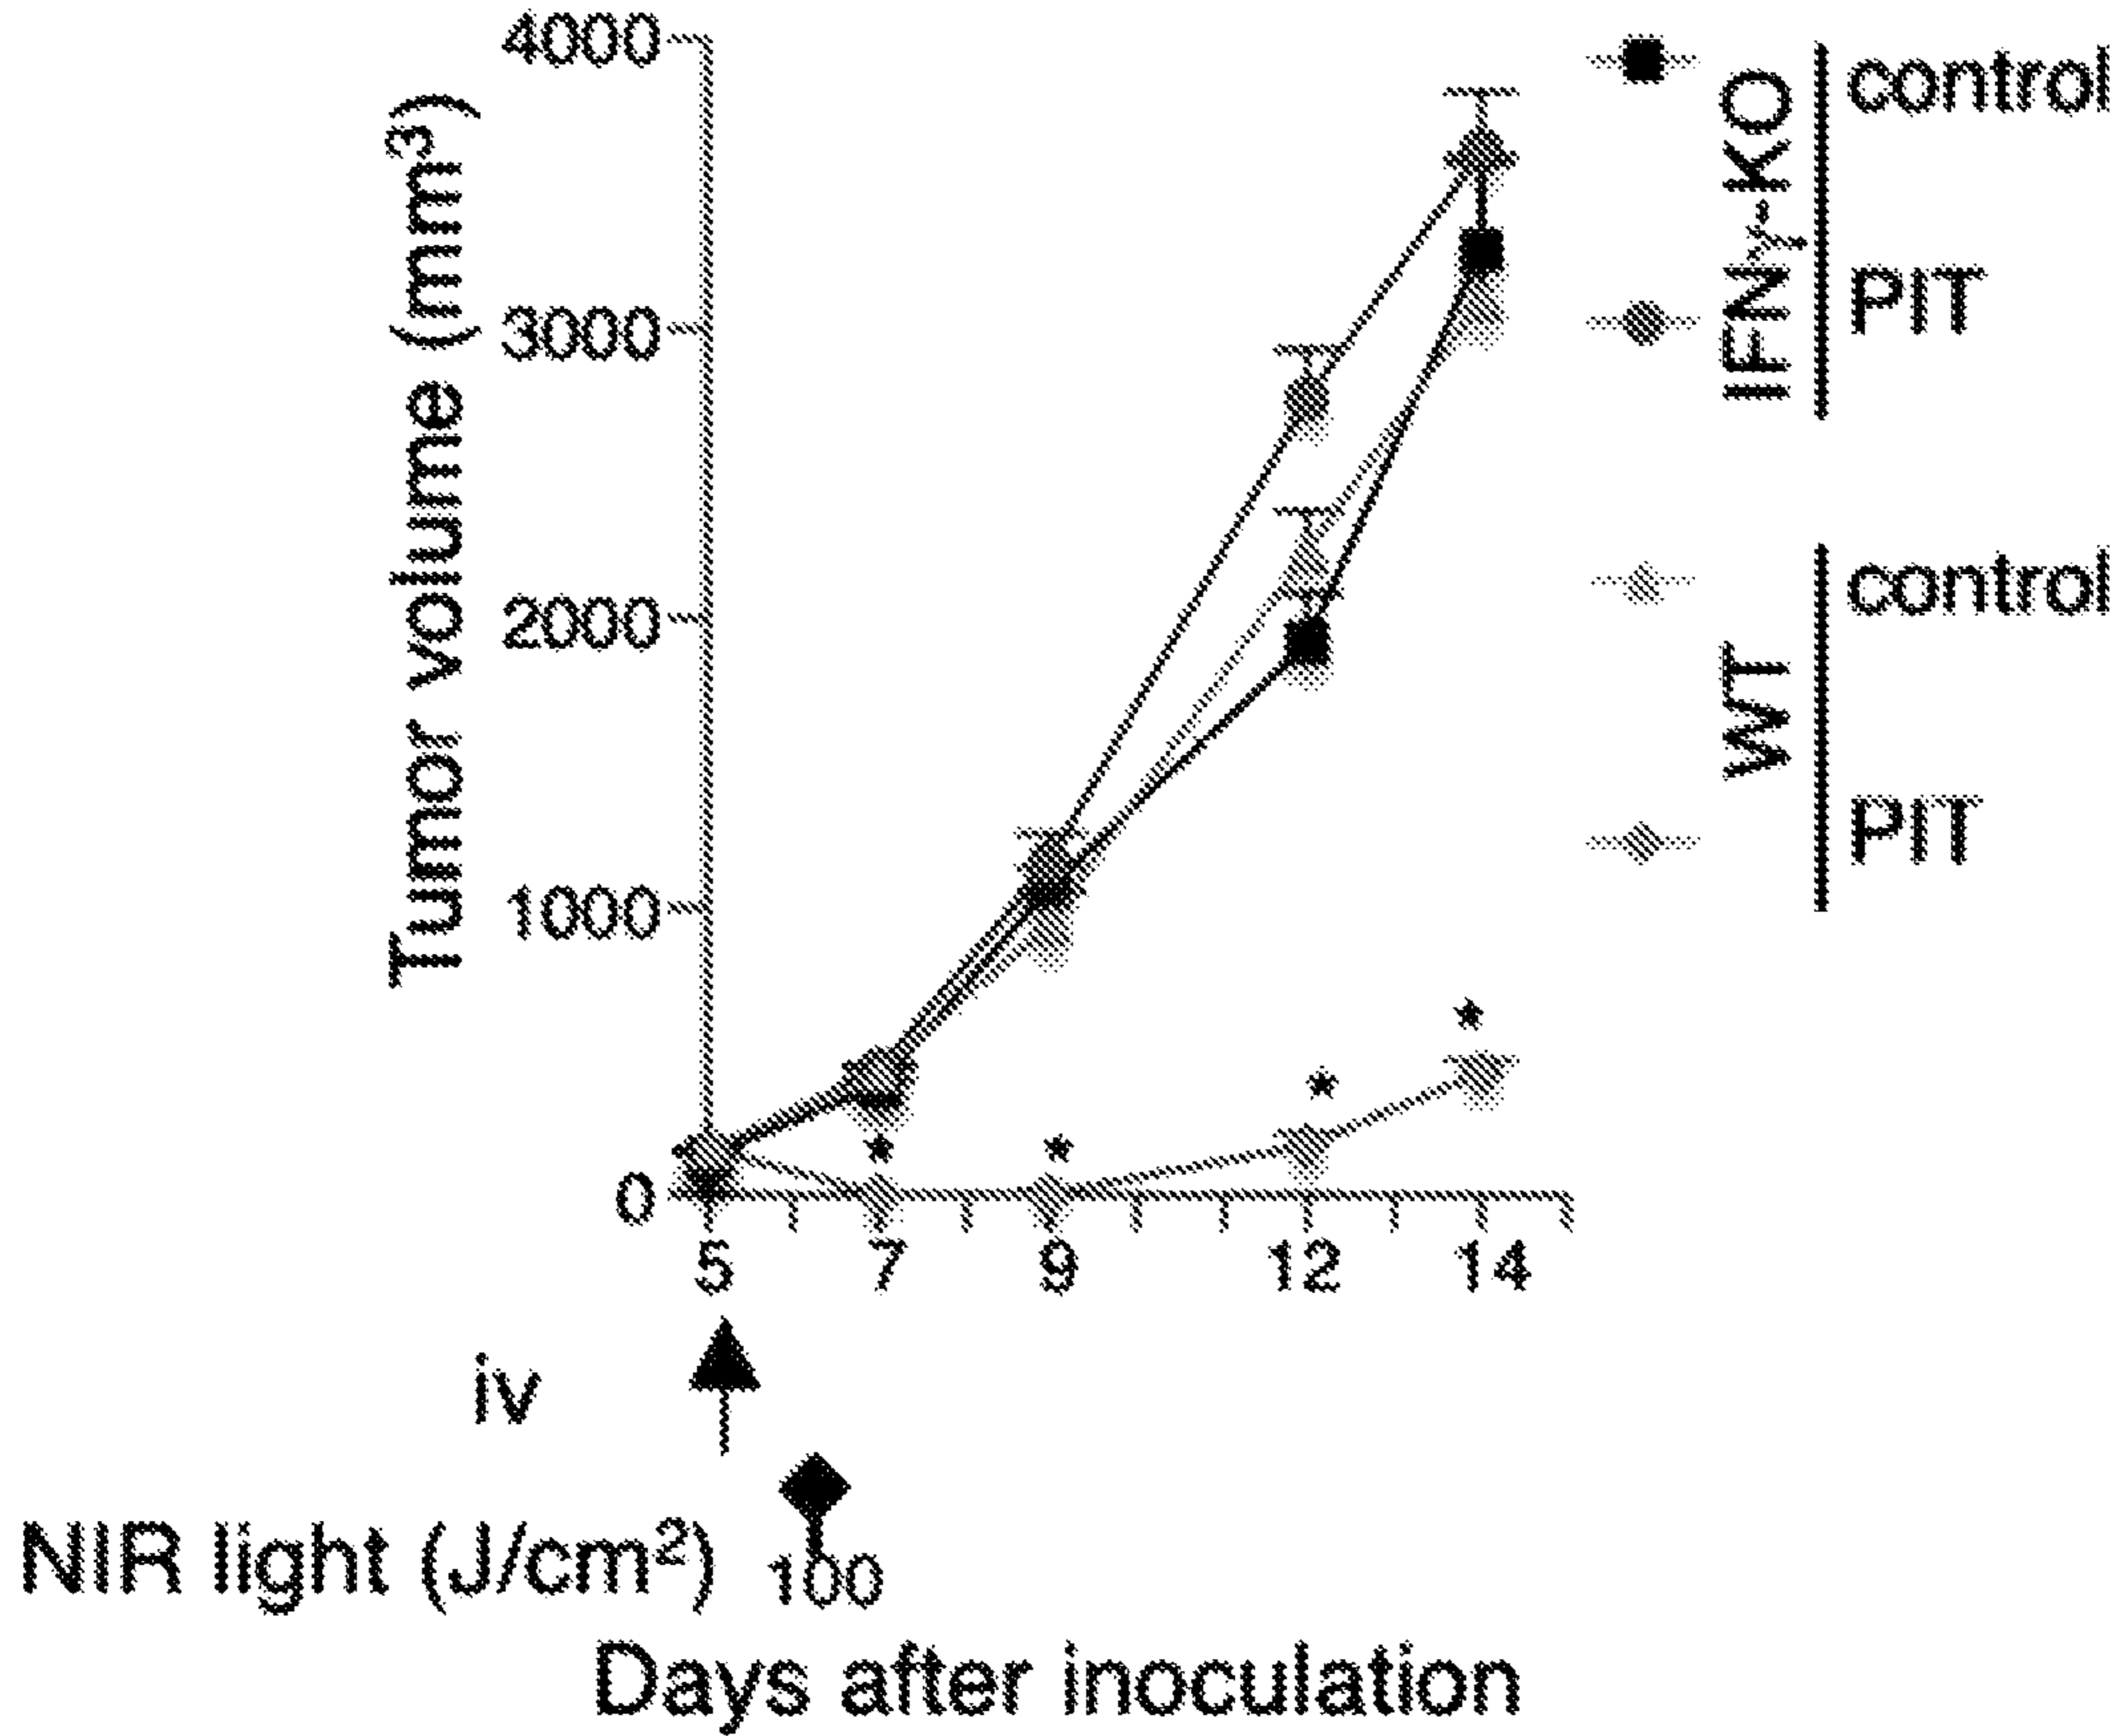 Tumor volume (mm³)
4000
3000
2000
1000
0
5 7 9 12 14
* * * *
iv
NIR light (J/cm²) 100
Days after inoculation
IFNγ-KO
control
PIT
WT
control
PIT